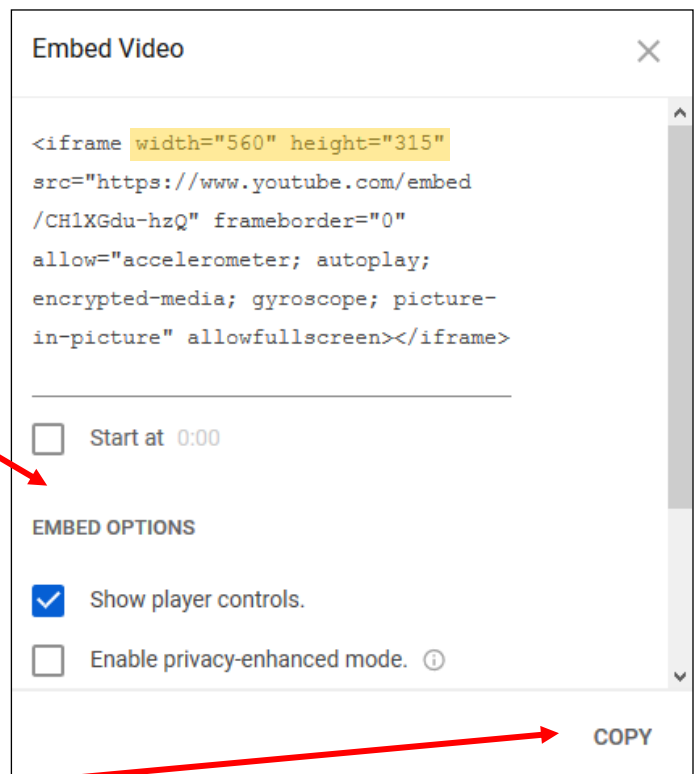 Embed Video
<iframe width="560" height="315"
src="https://www.youtube.com/embed
/CH1XGdu-hzQ" frameborder="0"
allow="accelerometer; autoplay;
encrypted-media; gyroscope; picture-
in-picture" allowfullscreen></iframe>
Start at 0:00
EMBED OPTIONS
Show player controls.
Enable privacy-enhanced mode.
COPY